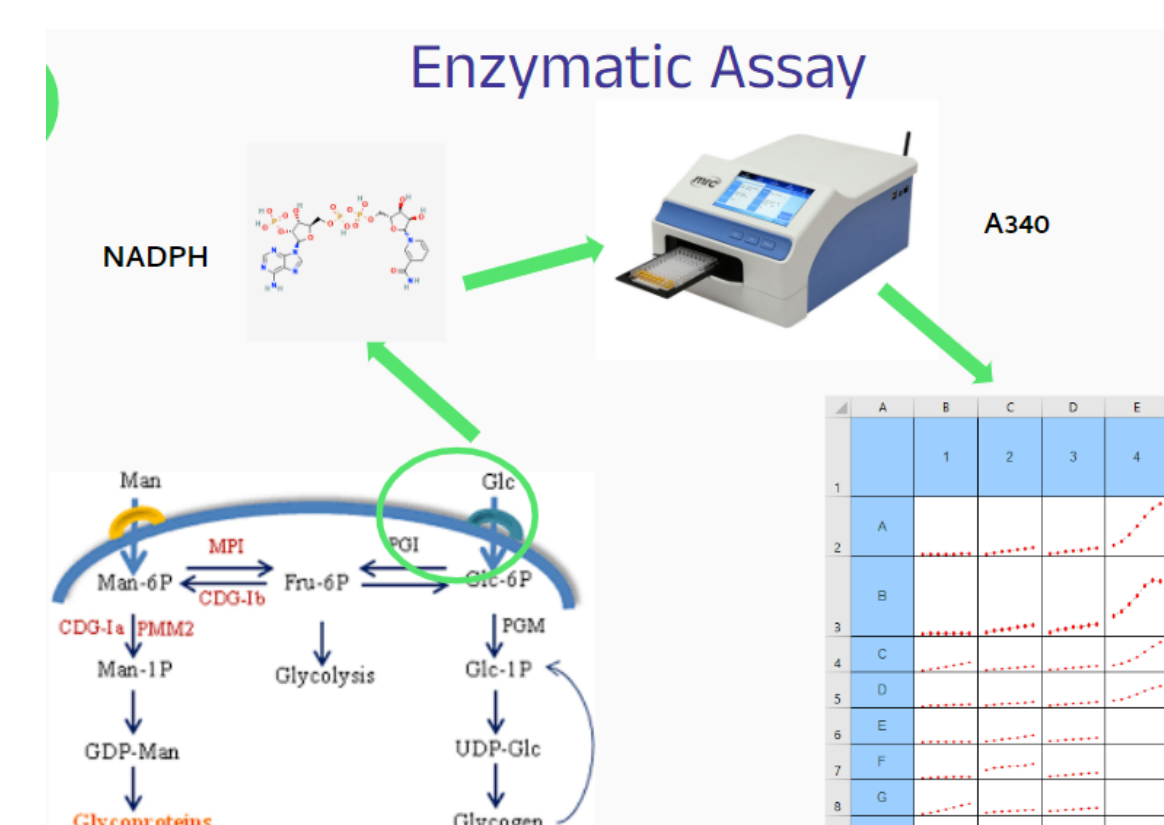 Enzymatic Assay
NADPH
mrc
A340
Man
Glc
MPI
PGI
Man-6P
Fru-6P
Glc-6P
CDG-Ib
CDG-Ia
PMM2
PGM
Man-1P
Glycolysis
Glc-1P
GDP-Man
UDP-Glc
Glycoproteins
Glycogen
A B C D E
1 1 2 3 4
2 A
3 B
4 C
5 D
6 E
7 F
8 G